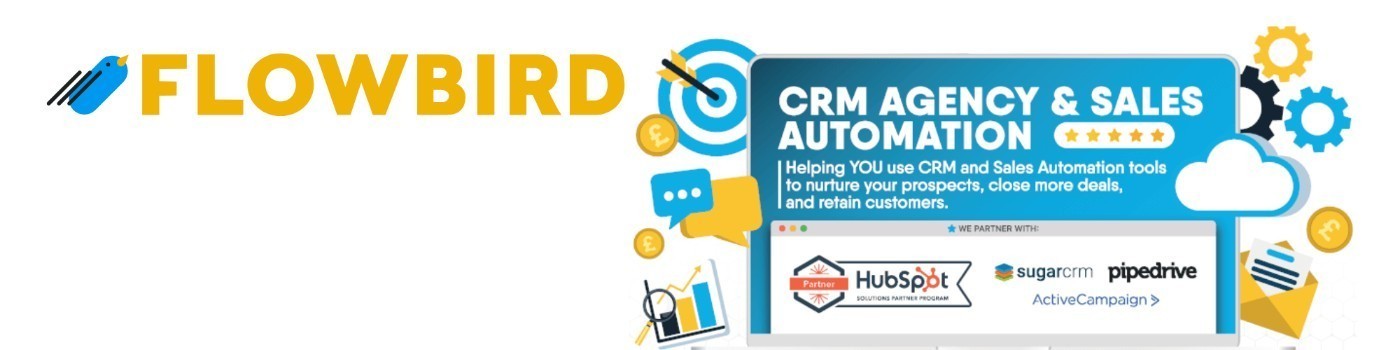 FLOWBIRD
CRM AGENCY & SALES
AUTOMATION
Helping YOU use CRM and Sales Automation tools
to nurture your prospects, close more deals,
and retain customers.
WE PARTNER WITH:
Partner
HubSpot
SOLUTIONS PARTNER PROGRAM
sugarcrm
pipedrive
ActiveCampaign >
£
£
£